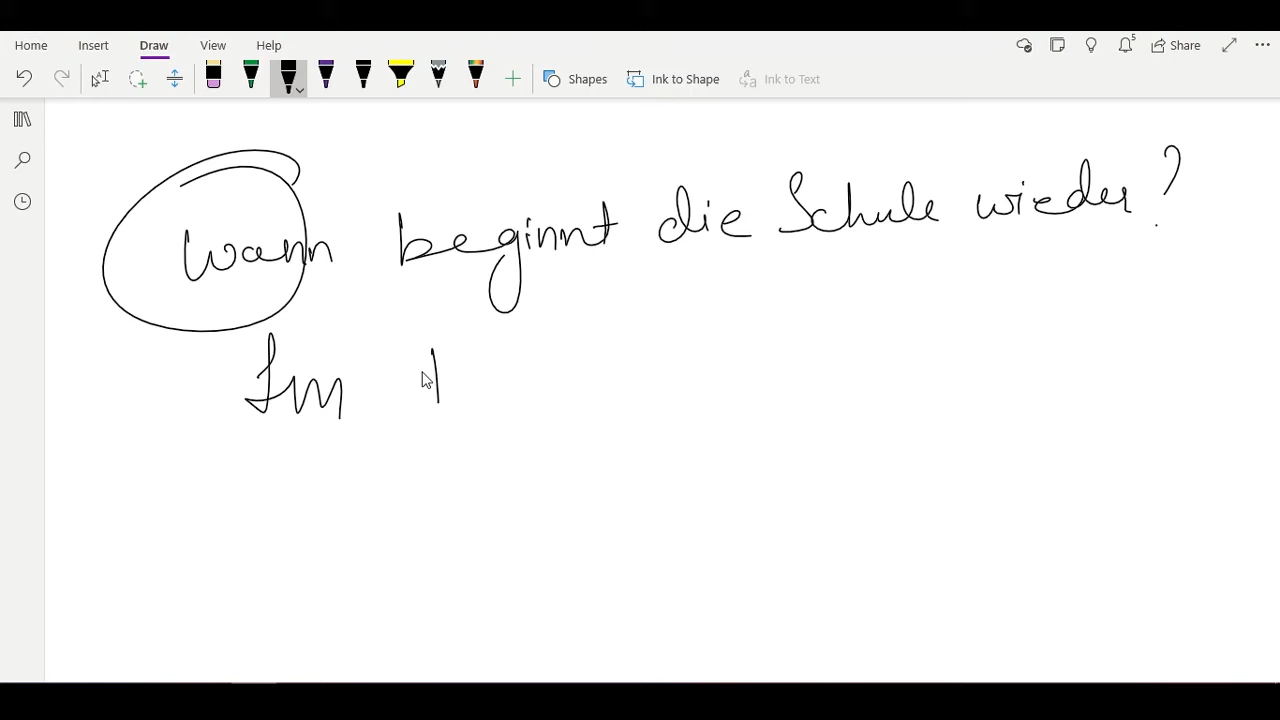 Home Insert Draw View Help 5 Share
Shapes Ink to Shape Ink to Text
wann beginnt die Schule wieder?
Im